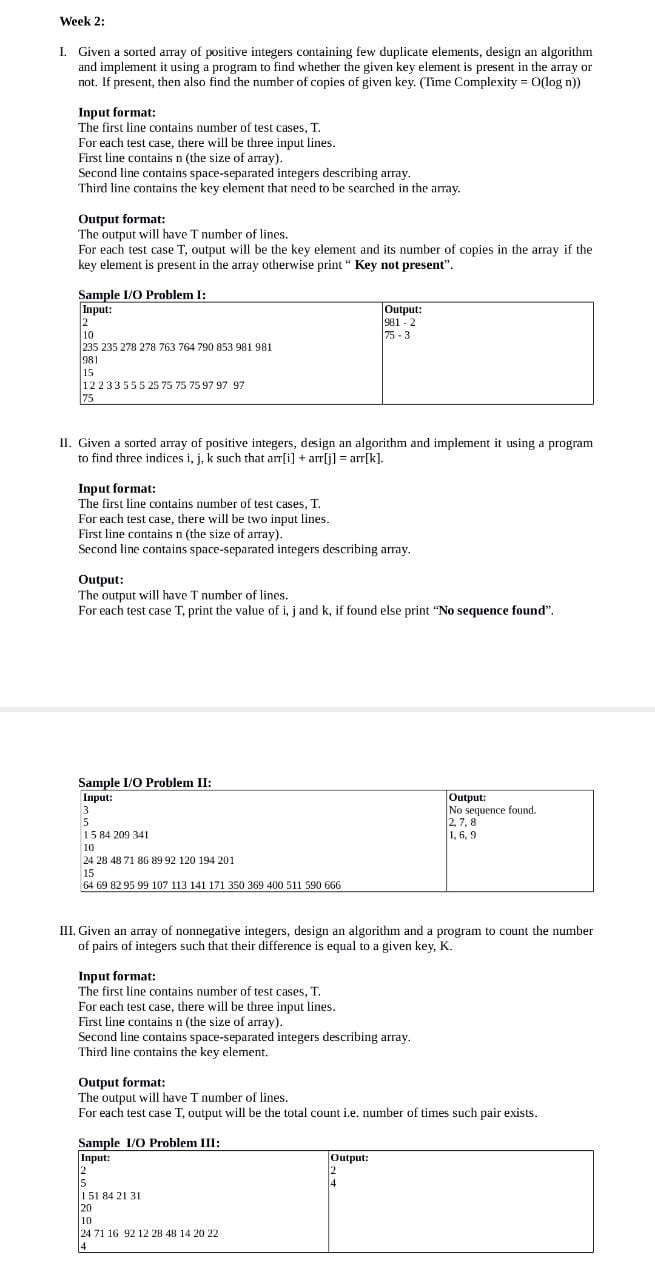 Week 2:
I. Given a sorted array of positive integers containing few duplicate elements, design an algorithm
and implement it using a program to find whether the given key element is present in the array or
not. If present, then also find the number of copies of given key. (Time Complexity = O(log n))
Input format:
The first line contains number of test cases, T.
For each test case, there will be three input lines.
First line contains n (the size of array).
Second line contains space-separated integers describing array.
Third line contains the key element that need to be searched in the array.
Output format:
The output will have T number of lines.
For each test case T, output will be the key element and its number of copies in the array if the
key element is present in the array otherwise print “ Key not present”.
Sample I/O Problem I:
Input:
2
10
235 235 278 278 763 764 790 853 981 981
981
15
1 2 2 3 3 5 5 5 25 75 75 75 97 97 97
75
Output:
981 - 2
75 - 3
II. Given a sorted array of positive integers, design an algorithm and implement it using a program
to find three indices i, j, k such that arr[i] + arr[j] = arr[k].
Input format:
The first line contains number of test cases, T.
For each test case, there will be two input lines.
First line contains n (the size of array).
Second line contains space-separated integers describing array.
Output:
The output will have T number of lines.
For each test case T, print the value of i, j and k, if found else print “No sequence found”.
Sample I/O Problem II:
Input:
3
5
1 5 84 209 341
10
24 28 48 71 86 89 92 120 194 201
15
64 69 82 95 99 107 113 141 171 350 369 400 511 590 666
Output:
No sequence found.
2, 7, 8
1, 6, 9
III. Given an array of nonnegative integers, design an algorithm and a program to count the number
of pairs of integers such that their difference is equal to a given key, K.
Input format:
The first line contains number of test cases, T.
For each test case, there will be three input lines.
First line contains n (the size of array).
Second line contains space-separated integers describing array.
Third line contains the key element.
Output format:
The output will have T number of lines.
For each test case T, output will be the total count i.e. number of times such pair exists.
Sample I/O Problem III:
Input:
2
5
1 51 84 21 31
20
10
24 71 16 92 12 28 48 14 20 22
4
Output:
2
4